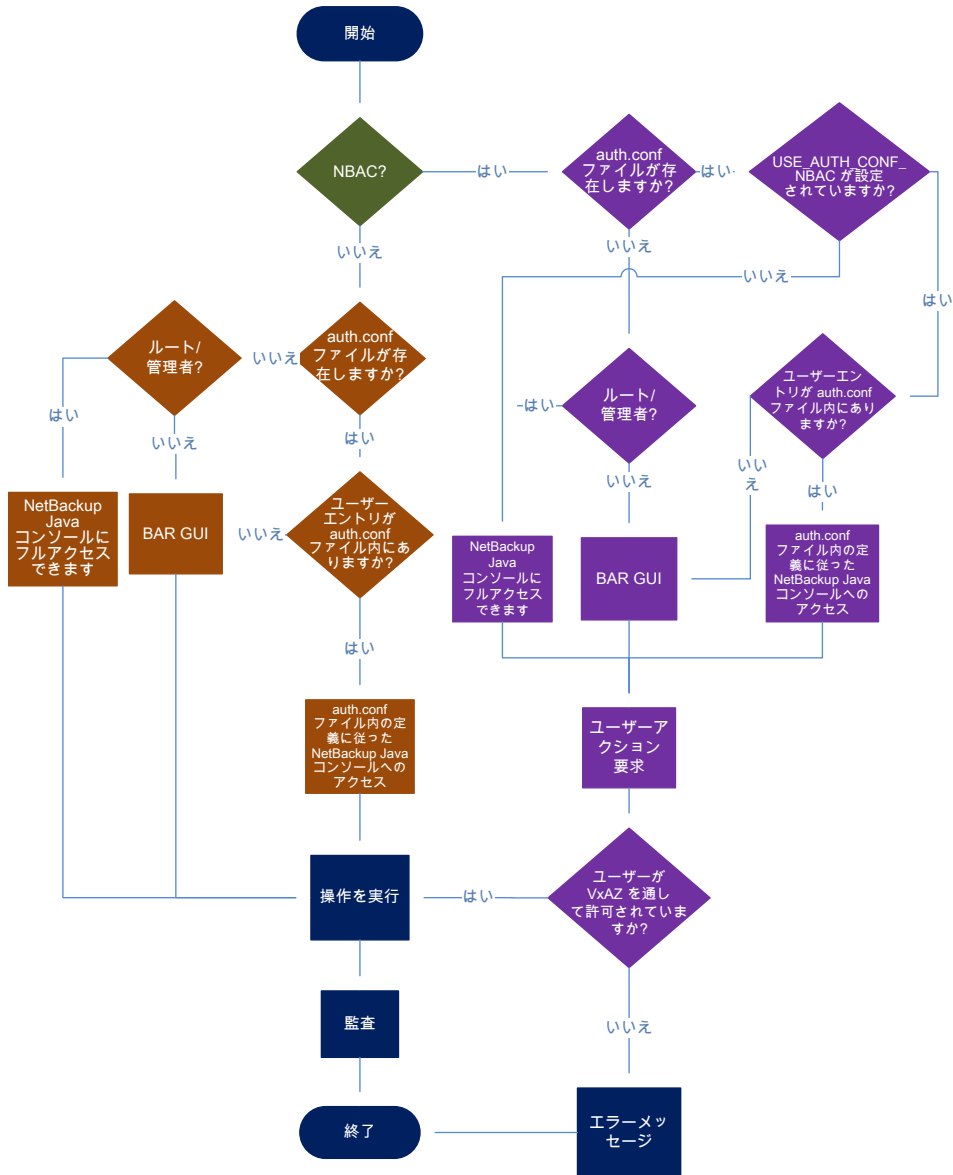 開始
NBAC?
はい
auth.conf
ファイルが存
在しますか?
はい
USE_AUTH_CONF_
NBAC が設定
されていますか?
いいえ
いいえ
いいえ
はい
ルート/
管理者?
いいえ
auth.conf
ファイルが存
在しますか?
はい
いいえ
はい
はい
ルート/
管理者?
いいえ
ユーザーエン
トリが auth.conf
ファイル内にあり
ますか?
いい
え
はい
NetBackup
Java
コンソールに
フルアクセス
できます
BAR GUI
いいえ
ユーザー
エントリが
auth.conf
ファイル内にあ
りますか?
はい
NetBackup
Java
コンソールに
フルアクセス
できます
BAR GUI
auth.conf
ファイル内の定
義に従った
NetBackup Java
コンソールへの
アクセス
auth.conf
ファイル内の定
義に従った
NetBackup Java
コンソールへの
アクセス
ユーザーア
クション
要求
操作を実行
はい
ユーザーが
VxAZ を通し
て許可されていま
すか?
監査
いいえ
終了
エラーメッ
セージ